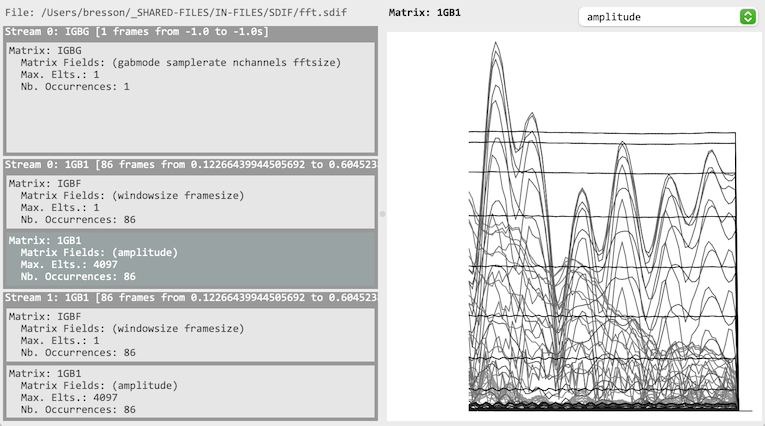 File: /Users/bresson/_SHARED-FILES/IN-FILES/SDIF/fft.sdif
Stream 0: IGBG [1 frames from -1.0 to -1.0s]
Matrix: IGBG
Matrix Fields: (gabmode samplerate nchannels fftsize)
Max. Elts.: 1
Nb. Occurrences: 1
Stream 0: 1GB1 [86 frames from 0.12266439944505692 to 0.604523
Matrix: IGBF
Matrix Fields: (windowsize framesize)
Max. Elts.: 1
Nb. Occurrences: 86
Matrix: 1GB1
Matrix Fields: (amplitude)
Max. Elts.: 4097
Nb. Occurrences: 86
Stream 1: 1GB1 [86 frames from 0.12266439944505692 to 0.604523
Matrix: IGBF
Matrix Fields: (windowsize framesize)
Max. Elts.: 1
Nb. Occurrences: 86
Matrix: 1GB1
Matrix Fields: (amplitude)
Max. Elts.: 4097
Nb. Occurrences: 86
Matrix: 1GB1
amplitude